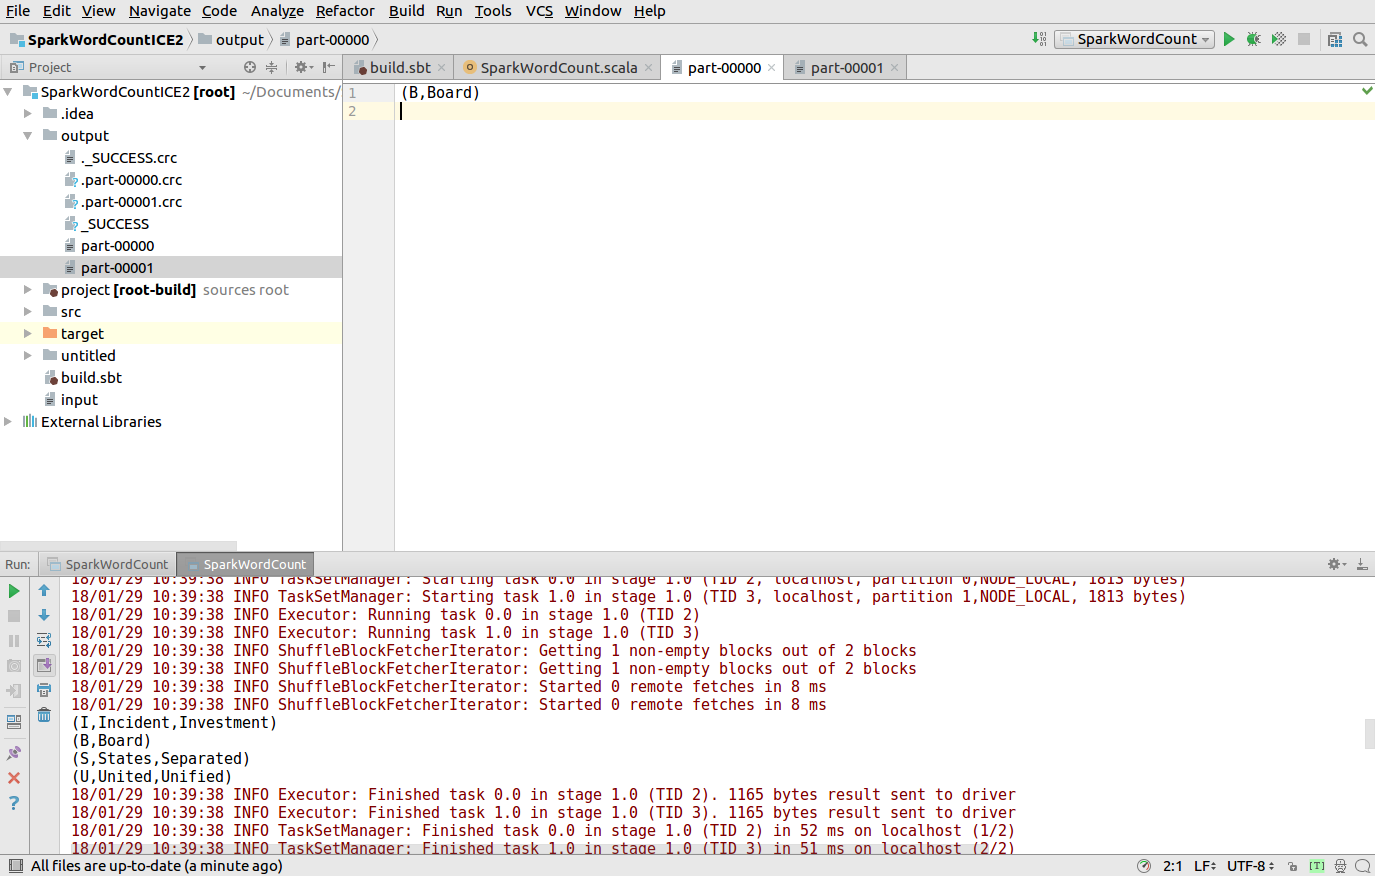 File Edit View Navigate Code Analyze Refactor Build Run Tools VCS Window Help
SparkWordCountICE2 output part-00000 SparkWordCount
Project
build.sbt SparkWordCount.scala part-00000 part-00001
SparkWordCountICE2 [root] ~/Documents/
.idea
output
._SUCCESS.crc
.part-00000.crc
.part-00001.crc
_SUCCESS
part-00000
part-00001
project [root-build] sources root
src
target
untitled
build.sbt
input
External Libraries
1 (B,Board)
2
Run: SparkWordCount SparkWordCount
18/01/29 10:39:38 INFO TaskSetManager: Starting task 0.0 in stage 1.0 (TID 2, localhost, partition 0,NODE_LOCAL, 1813 bytes)
18/01/29 10:39:38 INFO TaskSetManager: Starting task 1.0 in stage 1.0 (TID 3, localhost, partition 1,NODE_LOCAL, 1813 bytes)
18/01/29 10:39:38 INFO Executor: Running task 0.0 in stage 1.0 (TID 2)
18/01/29 10:39:38 INFO Executor: Running task 1.0 in stage 1.0 (TID 3)
18/01/29 10:39:38 INFO ShuffleBlockFetcherIterator: Getting 1 non-empty blocks out of 2 blocks
18/01/29 10:39:38 INFO ShuffleBlockFetcherIterator: Getting 1 non-empty blocks out of 2 blocks
18/01/29 10:39:38 INFO ShuffleBlockFetcherIterator: Started 0 remote fetches in 8 ms
18/01/29 10:39:38 INFO ShuffleBlockFetcherIterator: Started 0 remote fetches in 8 ms
(I,Incident,Investment)
(B,Board)
(S,States,Separated)
(U,United,Unified)
18/01/29 10:39:38 INFO Executor: Finished task 0.0 in stage 1.0 (TID 2). 1165 bytes result sent to driver
18/01/29 10:39:38 INFO Executor: Finished task 1.0 in stage 1.0 (TID 3). 1165 bytes result sent to driver
18/01/29 10:39:38 INFO TaskSetManager: Finished task 0.0 in stage 1.0 (TID 2) in 52 ms on localhost (1/2)
18/01/29 10:39:38 INFO TaskSetManager: Finished task 1.0 in stage 1.0 (TID 3) in 51 ms on localhost (2/2)
All files are up-to-date (a minute ago) 2:1 LF UTF-8 [T]